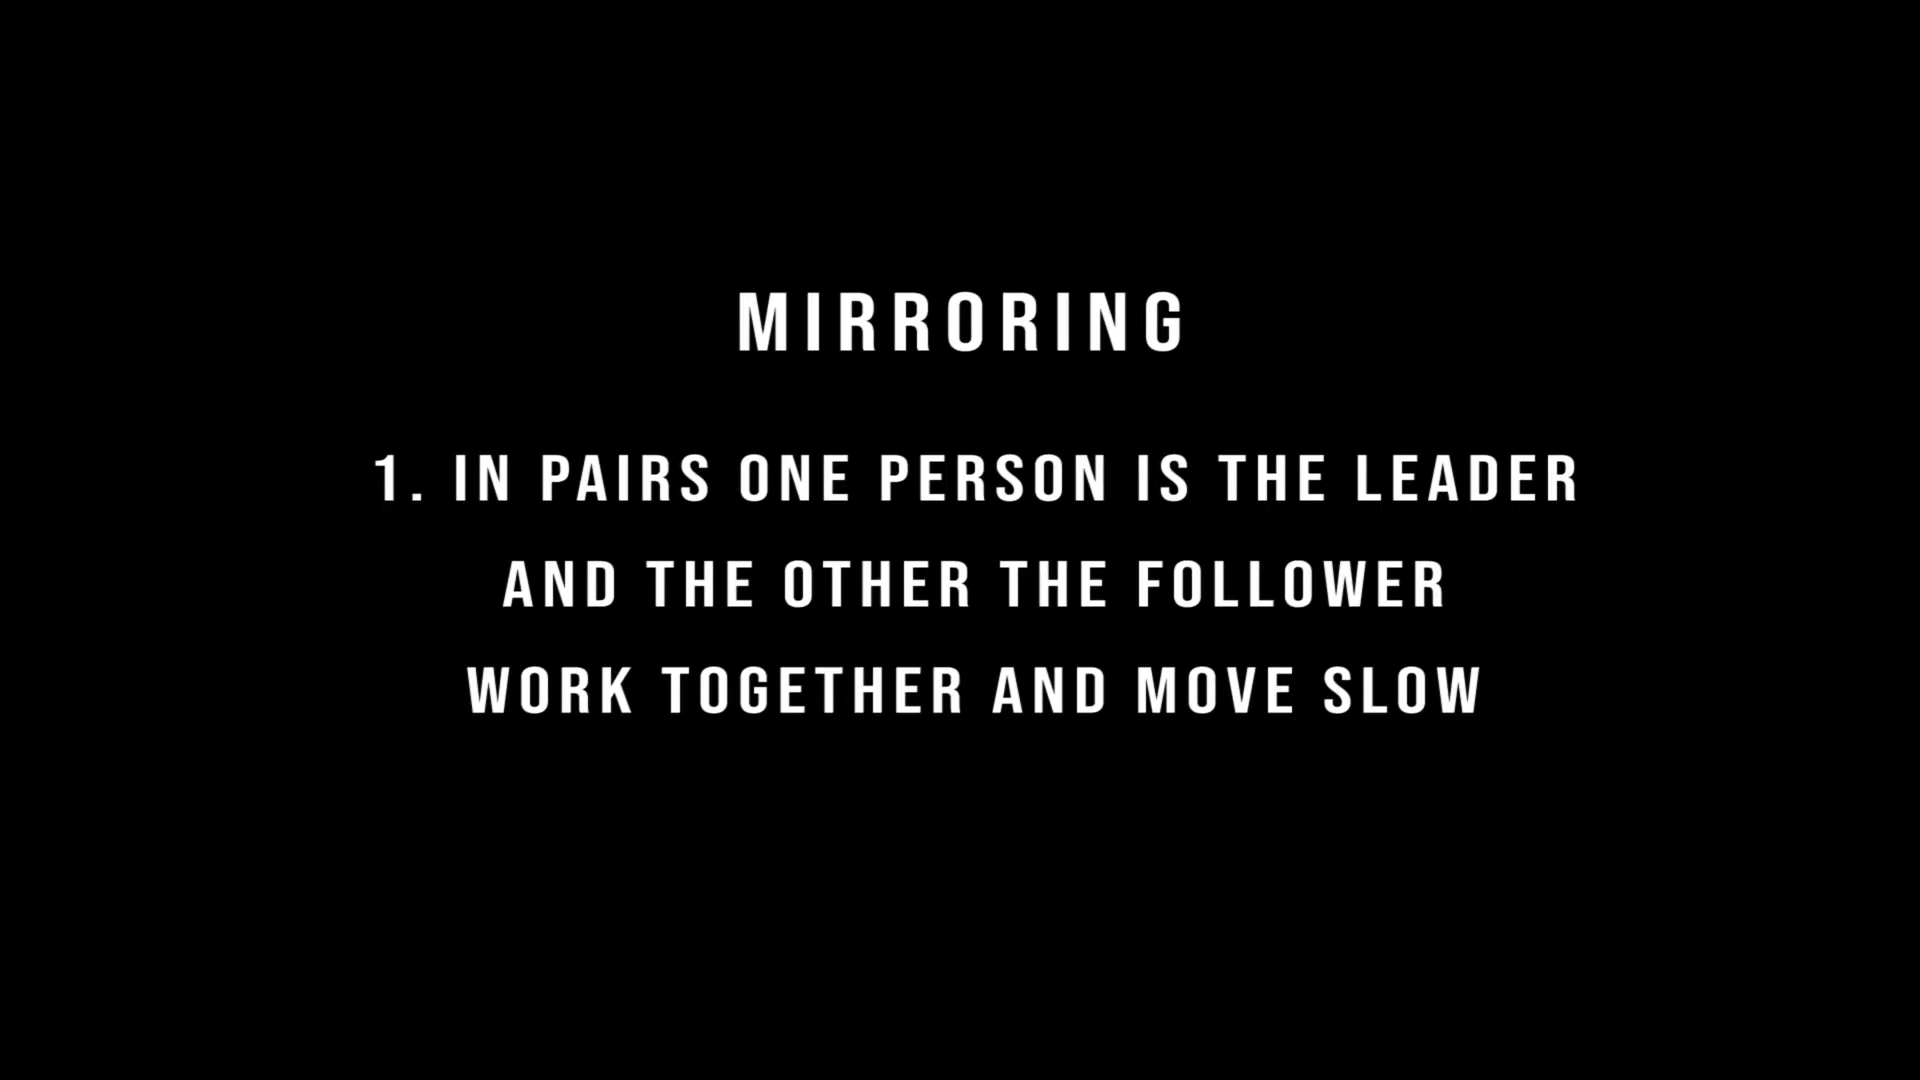 MIRRORING
1. IN PAIRS ONE PERSON IS THE LEADER
AND THE OTHER THE FOLLOWER
WORK TOGETHER AND MOVE SLOW